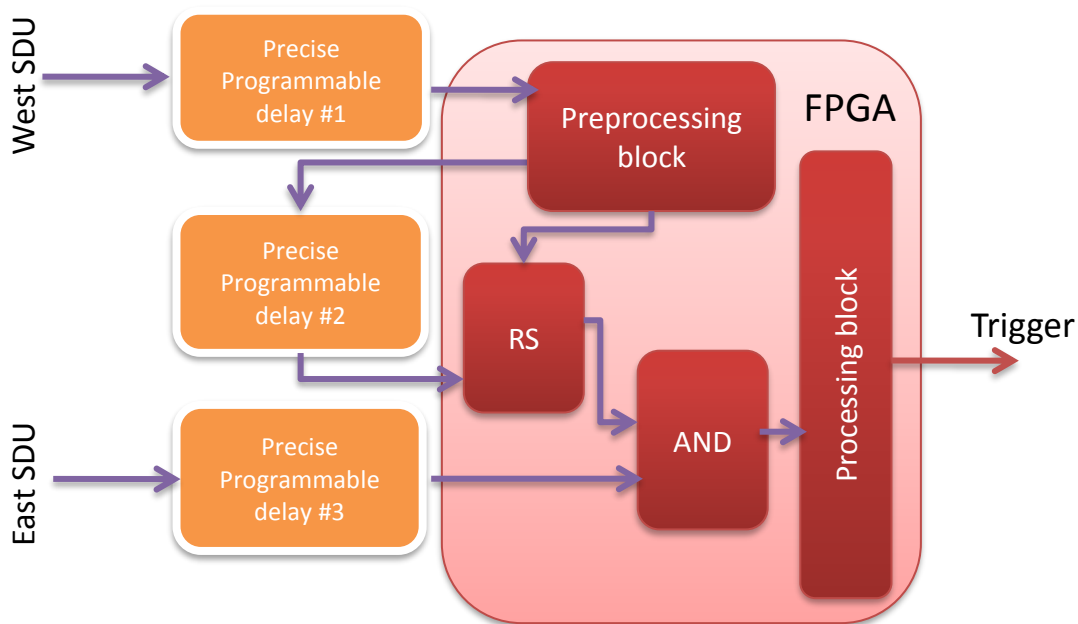 West SDU
Precise
Programmable
delay #1
Preprocessing
block
FPGA
Precise
Programmable
delay #2
RS
Trigger
Processing block
AND
East SDU
Precise
Programmable
delay #3